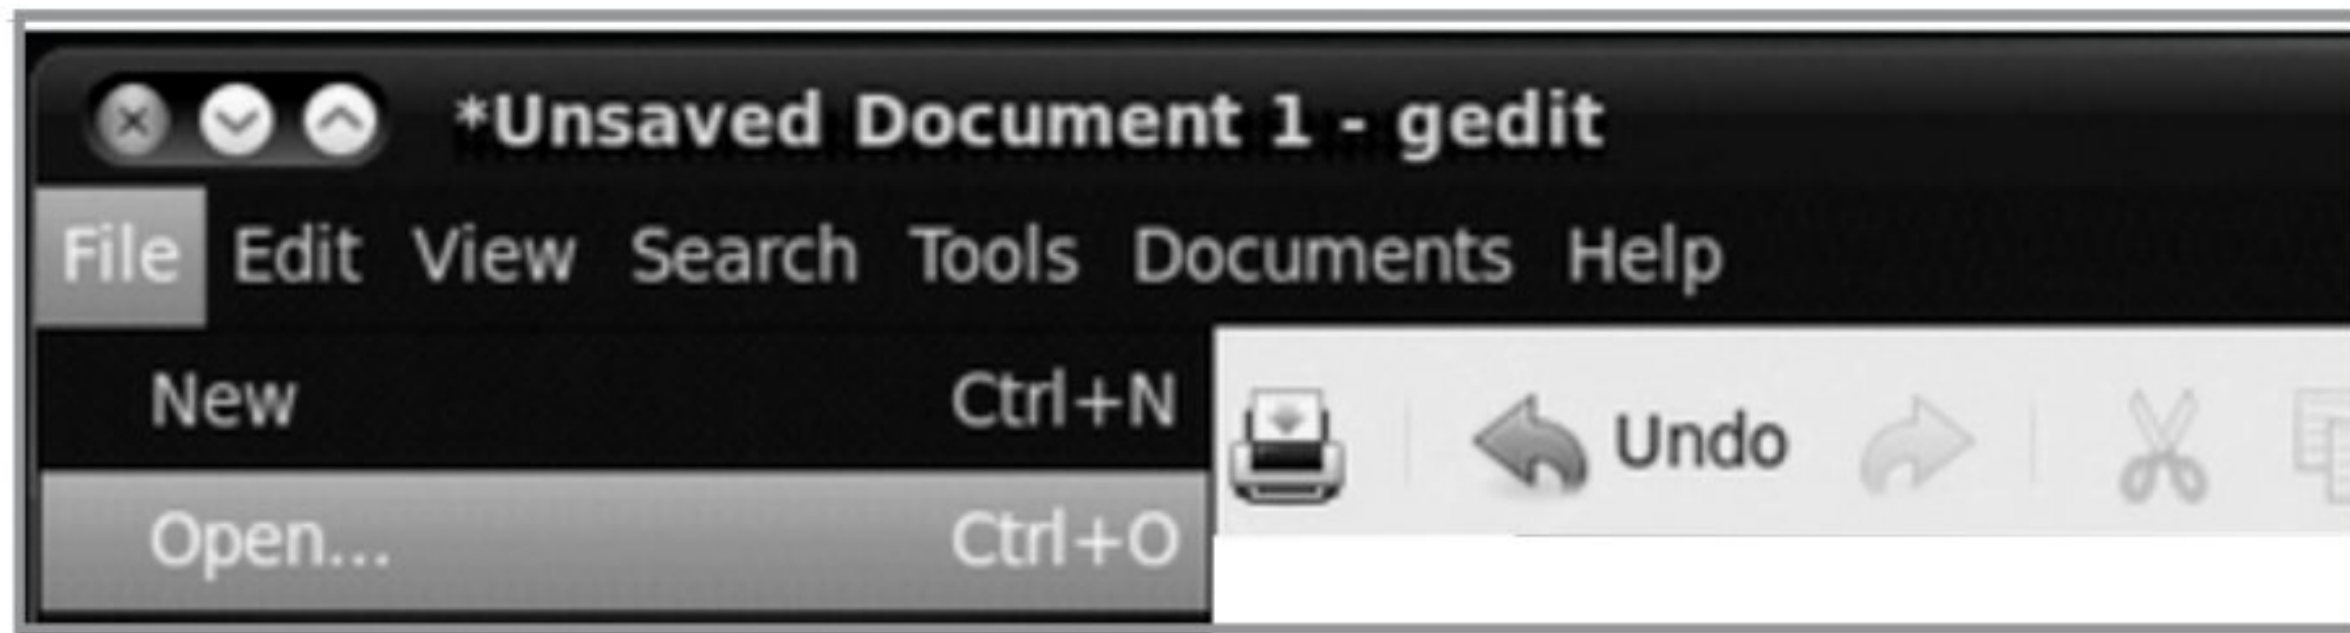 *Unsaved Document 1 - gedit
File Edit View Search Tools Documents Help
New Ctrl+N
Undo
Open... Ctrl+O